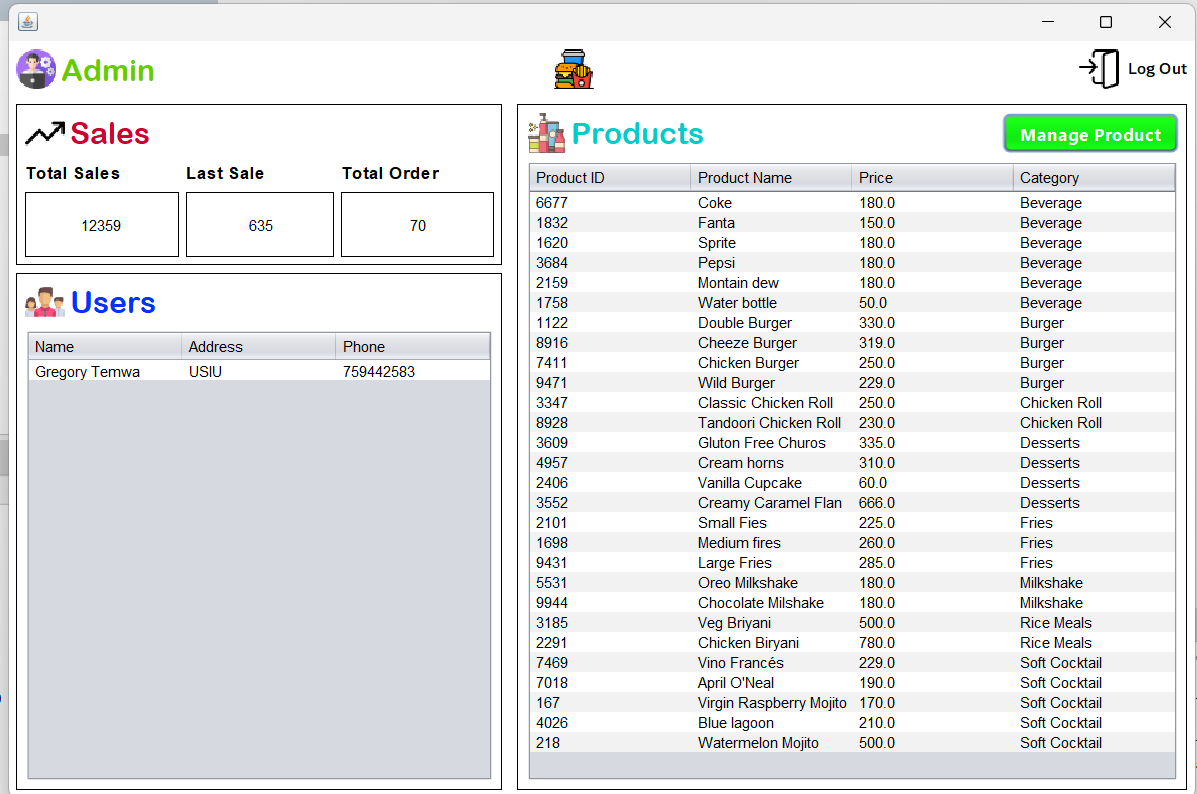 Admin
Log Out
Sales
Total Sales Last Sale Total Order
12359 635 70
Users
Name Address Phone
Gregory Temwa USIU 759442583
Products
Manage Product
Product ID Product Name Price Category
6677 Coke 180.0 Beverage
1832 Fanta 150.0 Beverage
1620 Sprite 180.0 Beverage
3684 Pepsi 180.0 Beverage
2159 Montain dew 180.0 Beverage
1758 Water bottle 50.0 Beverage
1122 Double Burger 330.0 Burger
8916 Cheeze Burger 319.0 Burger
7411 Chicken Burger 250.0 Burger
9471 Wild Burger 229.0 Burger
3347 Classic Chicken Roll 250.0 Chicken Roll
8928 Tandoori Chicken Roll 230.0 Chicken Roll
3609 Gluton Free Churos 335.0 Desserts
4957 Cream horns 310.0 Desserts
2406 Vanilla Cupcake 60.0 Desserts
3552 Creamy Caramel Flan 666.0 Desserts
2101 Small Fies 225.0 Fries
1698 Medium fires 260.0 Fries
9431 Large Fries 285.0 Fries
5531 Oreo Milkshake 180.0 Milkshake
9944 Chocolate Milshake 180.0 Milkshake
3185 Veg Briyani 500.0 Rice Meals
2291 Chicken Biryani 780.0 Rice Meals
7469 Vino Francés 229.0 Soft Cocktail
7018 April O'Neal 190.0 Soft Cocktail
167 Virgin Raspberry Mojito 170.0 Soft Cocktail
4026 Blue lagoon 210.0 Soft Cocktail
218 Watermelon Mojito 500.0 Soft Cocktail